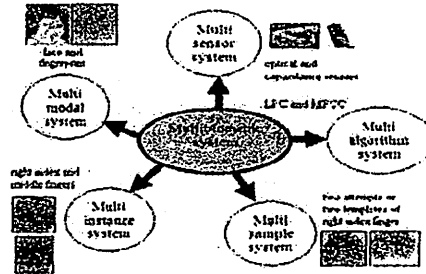 Multi
sensor
system
face and
fingerprint
optical and
capacitance sensors
Multi
modal
system
LPC and MFCC
Multibiometric
system
Multi
algorithm
system
right index and
middle fingers
Multi
instance
system
Multi-
sample
system
two attempts or
two templates of
right index finger